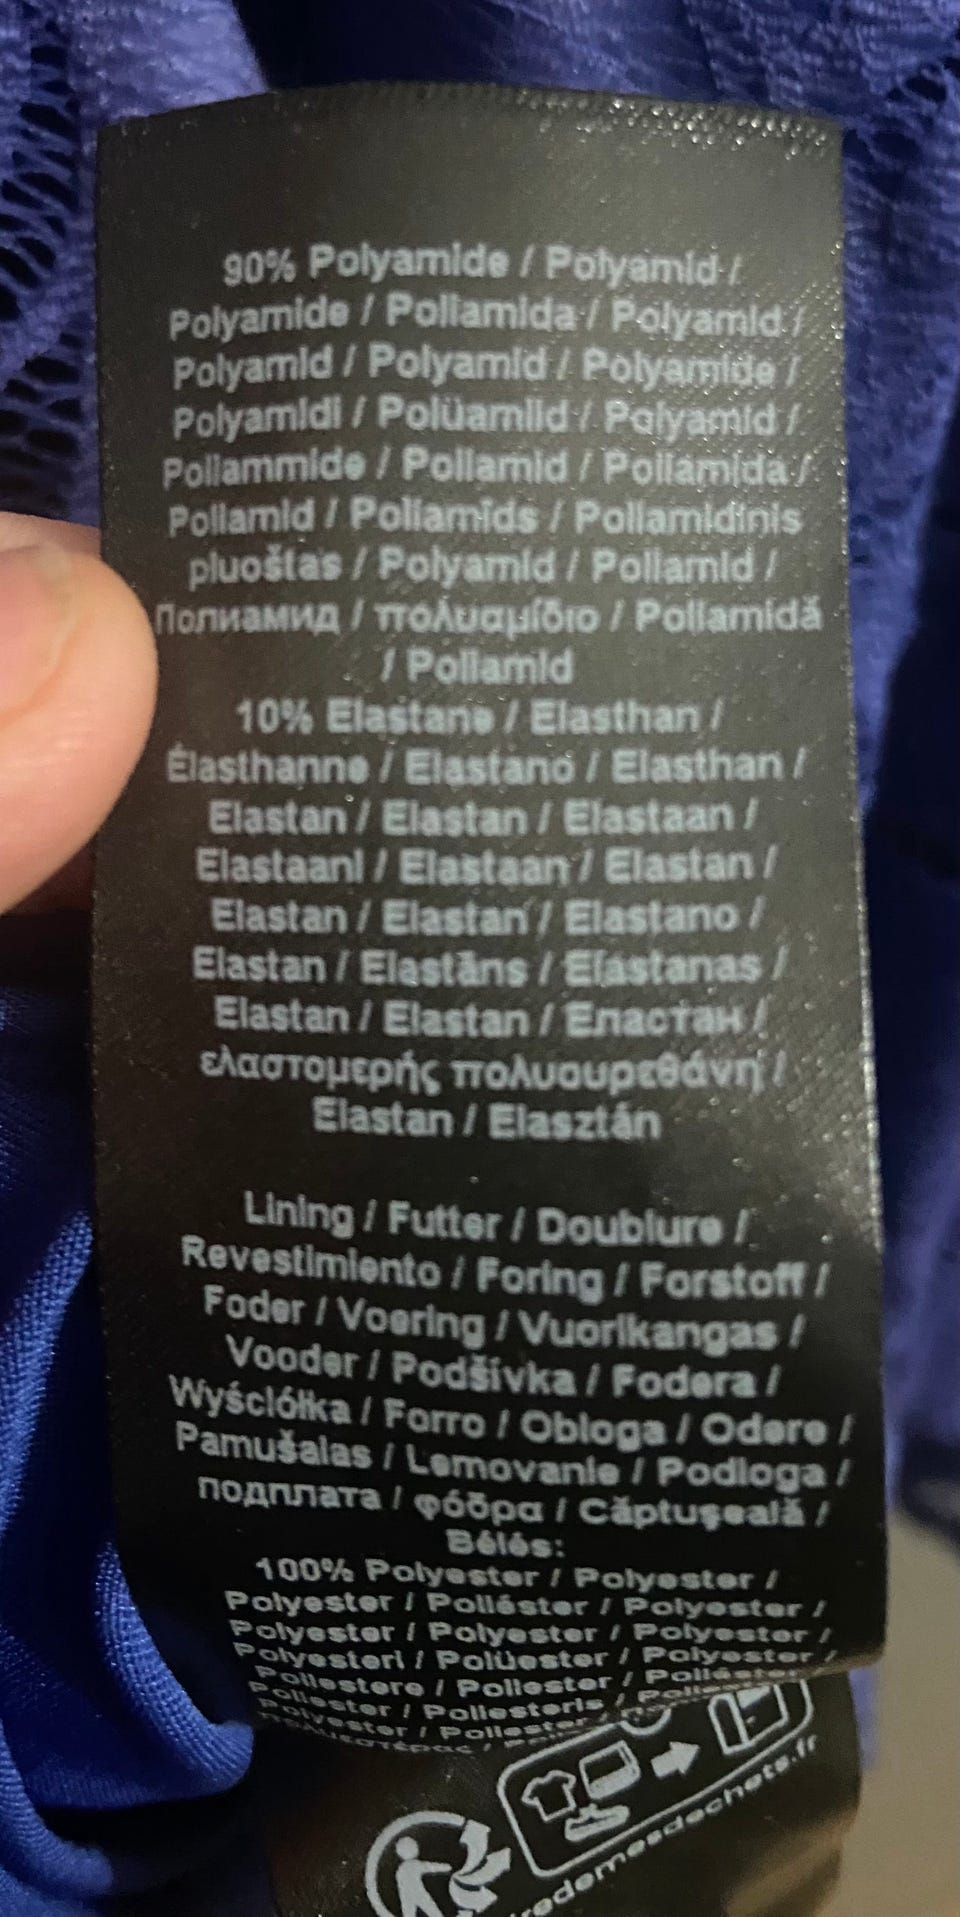 90% Polyamide / Polyamid /
Polyamide / Poliamida / Polyamid /
Polyamid / Polyamid / Polyamide /
Polyamidi / Polüamiid / Polyamid /
Poliammide / Poliamid / Poliamida /
Poliamid / Poliamīds / Poliamidinis
pluoštas / Polyamid / Poliamid /
Полиамид / πολυαμίδιο / Poliamidă
/ Poliamid
10% Elastane / Elasthan /
Élasthanne / Elastano / Elasthan /
Elastan / Elastan / Elastaan /
Elastaani / Elastaan / Elastan /
Elastan / Elastan / Elastano /
Elastan / Elastāns / Elastanas /
Elastan / Elastan / Еластан /
ελαστομερής πολυουρεθάνη /
Elastan / Elasztán
Lining / Futter / Doublure /
Revestimiento / Foring / Forstoff /
Foder / Voering / Vuorikangas /
Vooder / Podšívka / Fodera /
Wyściółka / Forro / Obloga / Odere /
Pamušalas / Lemovanie / Podloga /
подплата / φόδρα / Căptuşeală /
Bélés:
100% Polyester / Polyester /
Polyester / Poliéster / Polyester /
Polyester / Polyester / Polyester /
Polyesteri / Polüester / Polyester /
Poliestere / Poliester / Poliéster
Poliester / Poliesteris /
Polyester / Poliester /